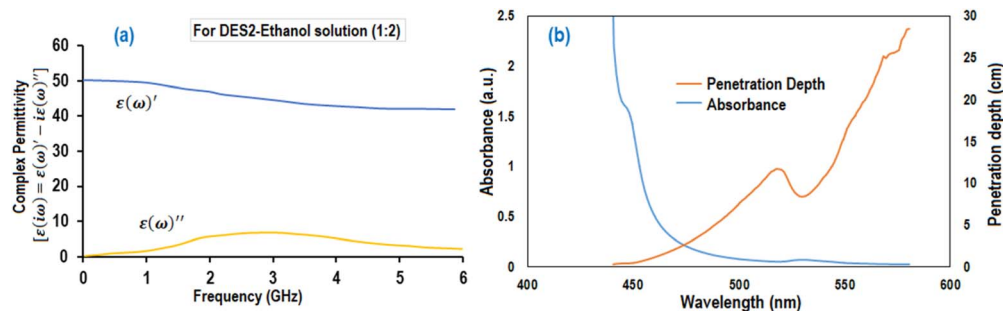 (a)
For DES2-Ethanol solution (1:2)
Complex Permittivity
[ε(iω) = ε(ω)′ − iε(ω)″]
60
50
40
30
20
10
0
ε(ω)′
ε(ω)″
0 1 2 3 4 5 6
Frequency (GHz)
(b)
Absorbance (a.u.)
2.5
2
1.5
1
0.5
0
Penetration Depth
Absorbance
30
25
20
15
10
5
0
Penetration depth (cm)
400 450 500 550 600
Wavelength (nm)